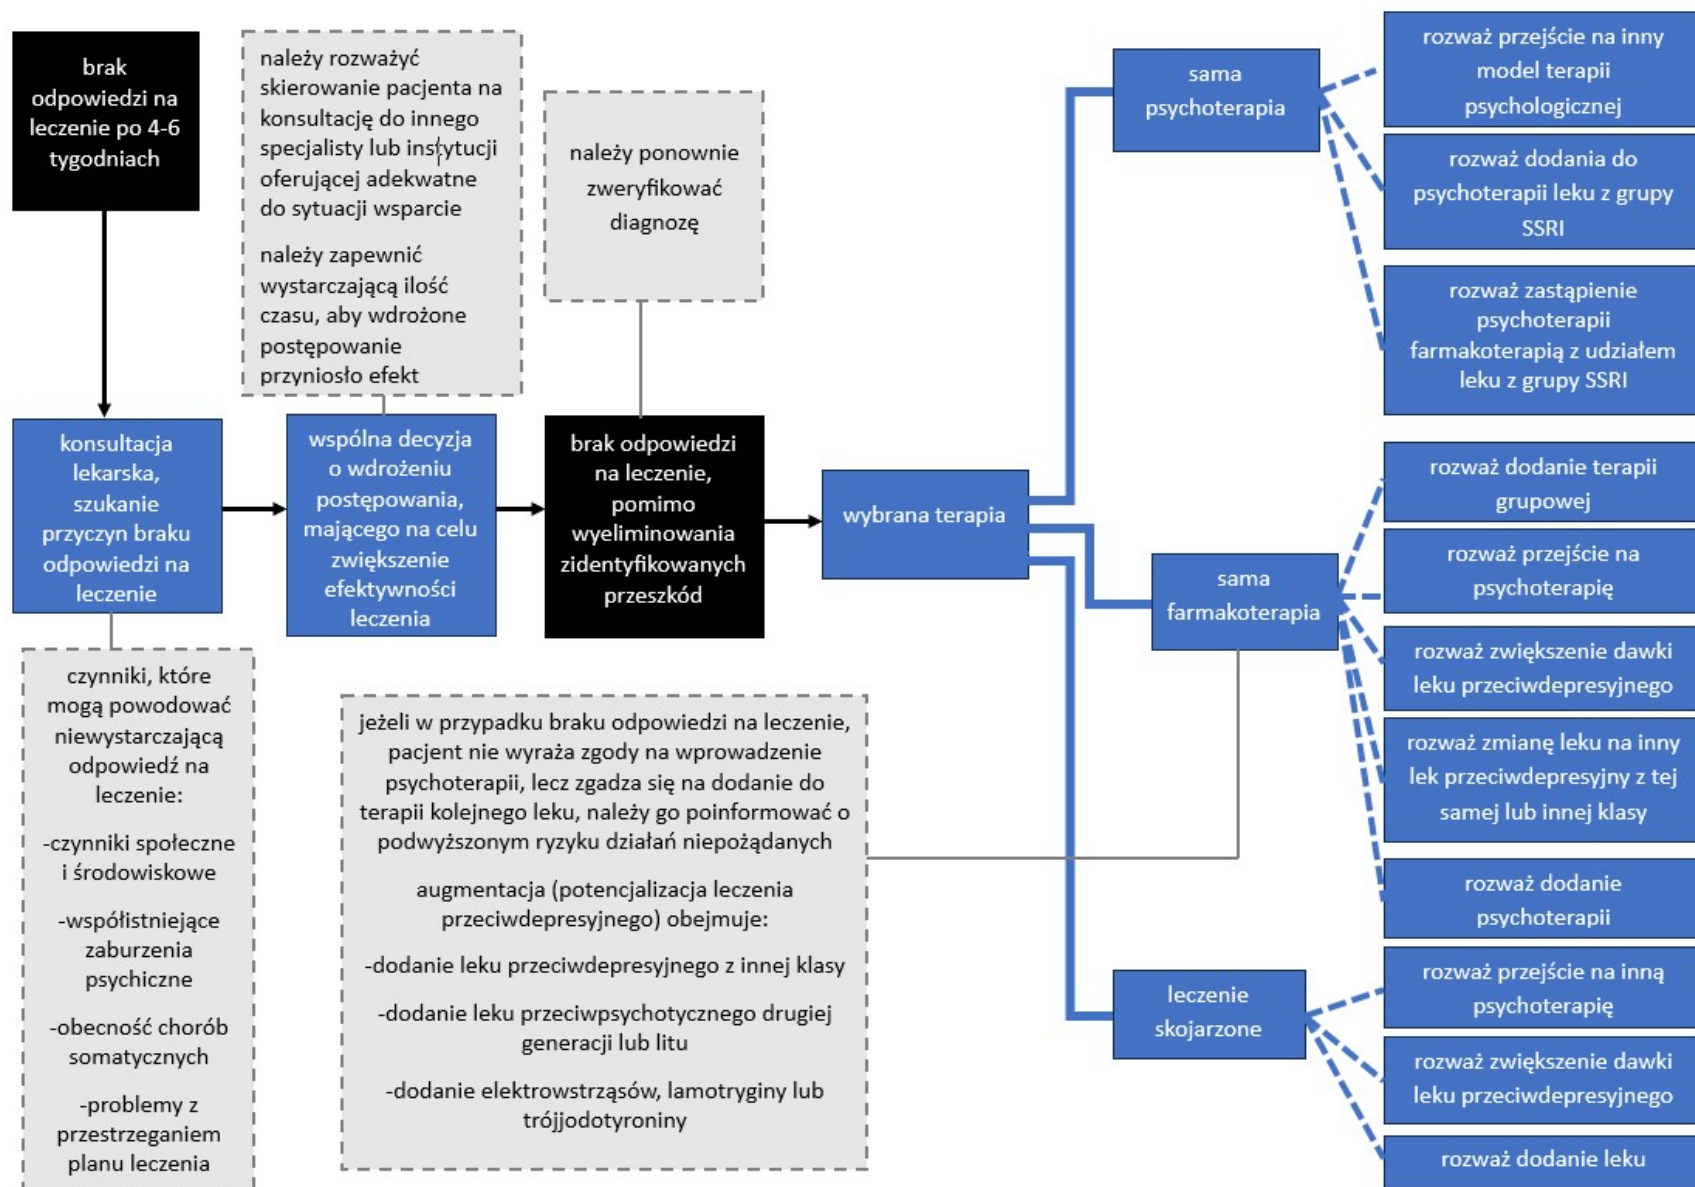 brak
odpowiedzi na
leczenie po 4-6
tygodniach
należy rozważyć
skierowanie pacjenta na
konsultację do innego
specjalisty lub instytucji
oferującej adekwatne
do sytuacji wsparcie
należy zapewnić
wystarczającą ilość
czasu, aby wdrożone
postępowanie
przyniosło efekt
należy ponownie
zweryfikować
diagnozę
konsultacja
lekarska,
szukanie
przyczyn braku
odpowiedzi na
leczenie
wspólna decyzja
o wdrożeniu
postępowania,
mającego na celu
zwiększenie
efektywności
leczenia
brak odpowiedzi
na leczenie,
pomimo
wyeliminowania
zidentyfikowanych
przeszkód
wybrana terapia
czynniki, które
mogą powodować
niewystarczającą
odpowiedź na
leczenie:
-czynniki społeczne
i środowiskowe
-współistniejące
zaburzenia
psychiczne
-obecność chorób
somatycznych
-problemy z
przestrzeganiem
planu leczenia
jeżeli w przypadku braku odpowiedzi na leczenie,
pacjent nie wyraża zgody na wprowadzenie
psychoterapii, lecz zgadza się na dodanie do
terapii kolejnego leku, należy go poinformować o
podwyższonym ryzyku działań niepożądanych
augmentacja (potencjalizacja leczenia
przeciwdepresyjnego) obejmuje:
-dodanie leku przeciwdepresyjnego z innej klasy
-dodanie leku przeciwpsychotycznego drugiej
generacji lub litu
-dodanie elektrowstrząsów, lamotryginy lub
trójjodotyroniny
sama
psychoterapia
rozważ przejście na inny
model terapii
psychologicznej
rozważ dodania do
psychoterapii leku z grupy
SSRI
rozważ zastąpienie
psychoterapii
farmakoterapią z udziałem
leku z grupy SSRI
sama
farmakoterapia
rozważ dodanie terapii
grupowej
rozważ przejście na
psychoterapię
rozważ zwiększenie dawki
leku przeciwdepresyjnego
rozważ zmianę leku na inny
lek przeciwdepresyjny z tej
samej lub innej klasy
rozważ dodanie
psychoterapii
leczenie
skojarzone
rozważ przejście na inną
psychoterapię
rozważ zwiększenie dawki
leku przeciwdepresyjnego
rozważ dodanie leku